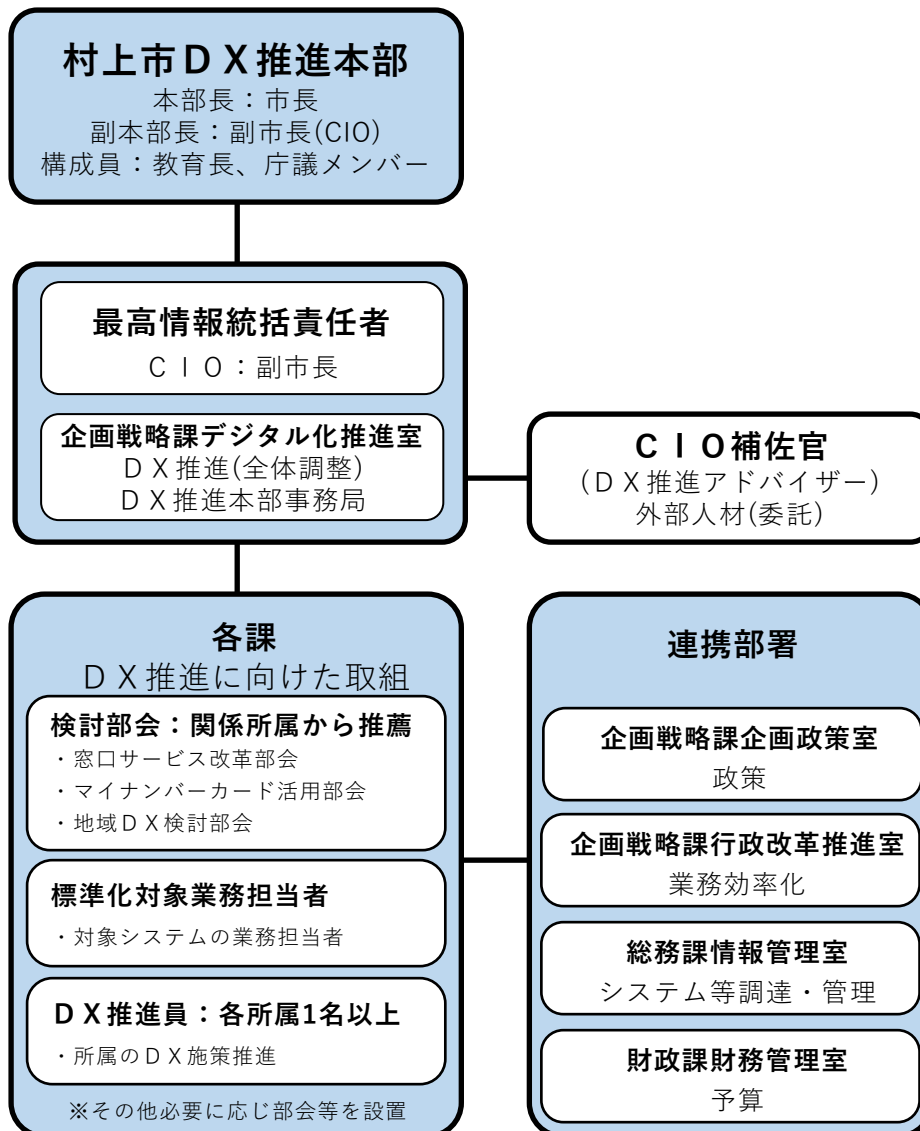 村上市ＤＸ推進本部
本部長：市長
副本部長：副市長(CIO)
構成員：教育長、庁議メンバー
最高情報統括責任者
ＣＩＯ：副市長
企画戦略課デジタル化推進室
ＤＸ推進(全体調整)
ＤＸ推進本部事務局
ＣＩＯ補佐官
(ＤＸ推進アドバイザー)
外部人材(委託)
各課
ＤＸ推進に向けた取組
検討部会：関係所属から推薦
・窓口サービス改革部会
・マイナンバーカード活用部会
・地域ＤＸ検討部会
標準化対象業務担当者
・対象システムの業務担当者
ＤＸ推進員：各所属1名以上
・所属のＤＸ施策推進
※その他必要に応じ部会等を設置
連携部署
企画戦略課企画政策室
政策
企画戦略課行政改革推進室
業務効率化
総務課情報管理室
システム等調達・管理
財政課財務管理室
予算